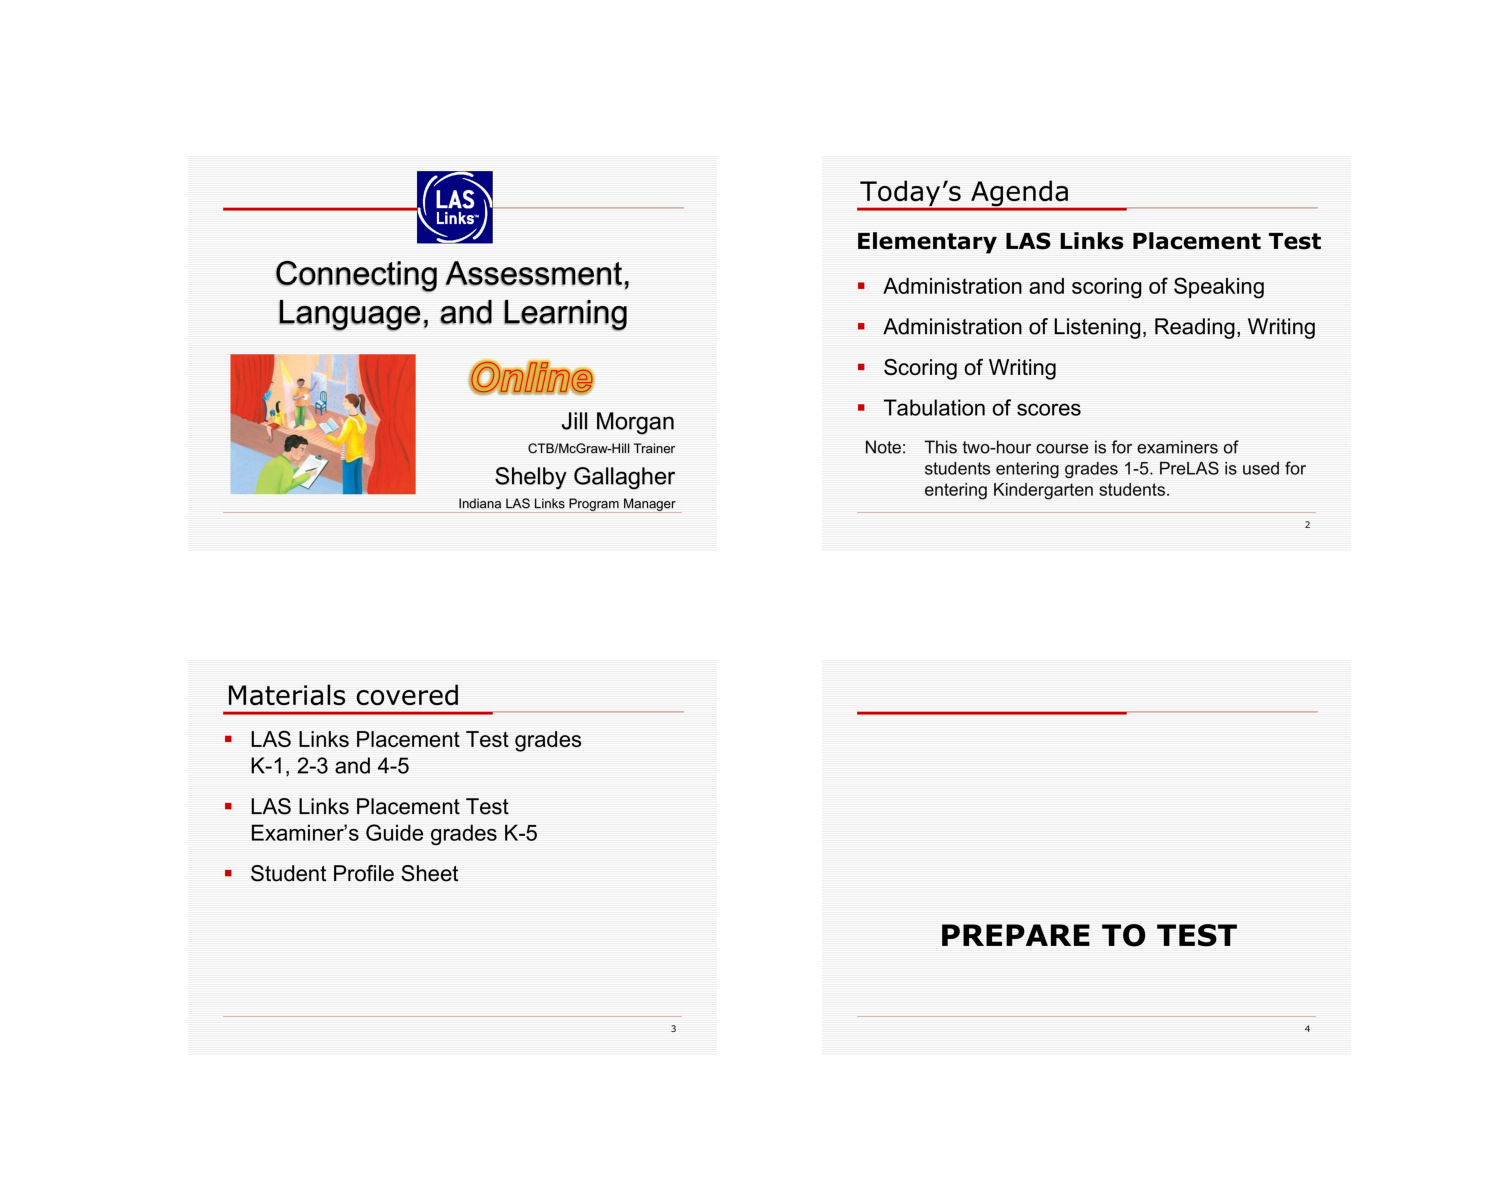 LAS
Links™
Connecting Assessment,
Language, and Learning
Online
Jill Morgan
CTB/McGraw-Hill Trainer
Shelby Gallagher
Indiana LAS Links Program Manager
Today’s Agenda
Elementary LAS Links Placement Test
▪ Administration and scoring of Speaking
▪ Administration of Listening, Reading, Writing
▪ Scoring of Writing
▪ Tabulation of scores
Note: This two-hour course is for examiners of
students entering grades 1-5. PreLAS is used for
entering Kindergarten students.
2
Materials covered
▪ LAS Links Placement Test grades
K-1, 2-3 and 4-5
▪ LAS Links Placement Test
Examiner’s Guide grades K-5
▪ Student Profile Sheet
3
PREPARE TO TEST
4